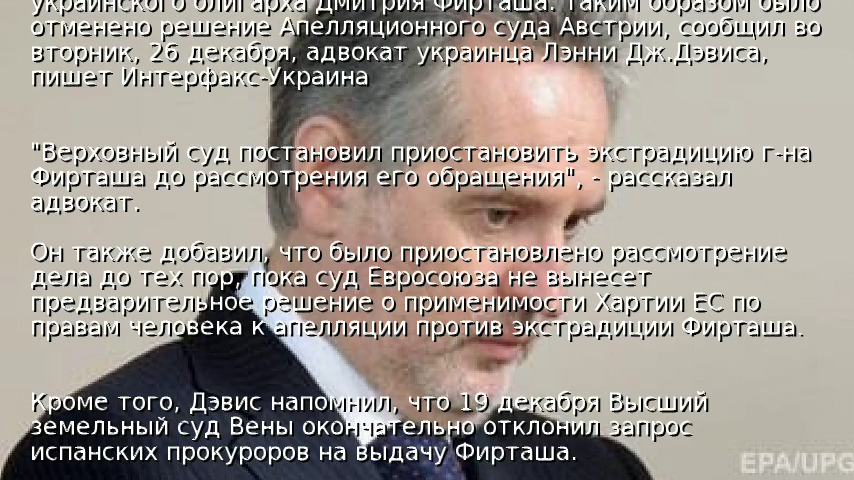 украинского олигарха Дмитрия Фирташа. Таким образом было
отменено решение Апелляционного суда Австрии, сообщил во
вторник, 26 декабря, адвокат украинца Лэнни Дж.Дэвиса,
пишет Интерфакс-Украина
"Верховный суд постановил приостановить экстрадицию г-на
Фирташа до рассмотрения его обращения", - рассказал
адвокат.
Он также добавил, что было приостановлено рассмотрение
дела до тех пор, пока суд Евросоюза не вынесет
предварительное решение о применимости Хартии ЕС по
правам человека к апелляции против экстрадиции Фирташа.
Кроме того, Дэвис напомнил, что 19 декабря Высший
земельный суд Вены окончательно отклонил запрос
испанских прокуроров на выдачу Фирташа.
EPA/UPG